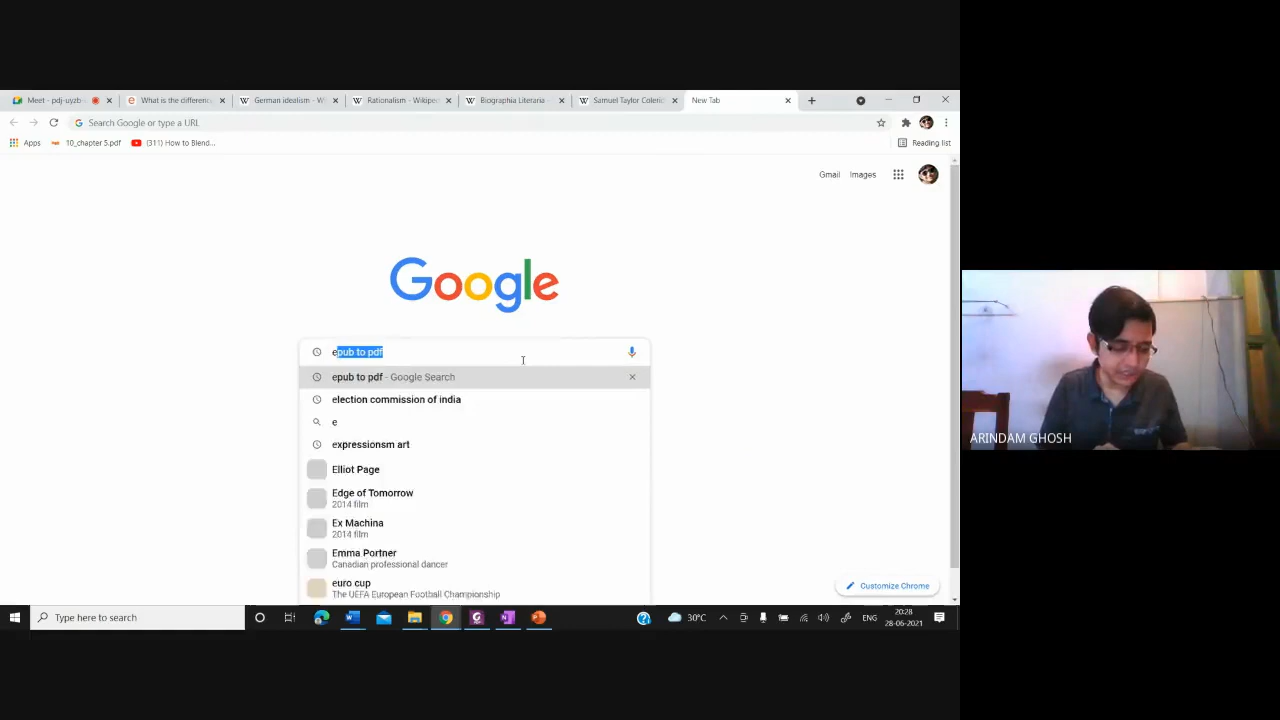 Meet - pdj-uyzb-
What is the differenc
German idealism - Wi
Rationalism - Wikiped
Biographia Literaria -
Samuel Taylor Coleric
New Tab
Search Google or type a URL
Apps
10_chapter 5.pdf
(311) How to Blend...
Reading list
Gmail
Images
Google
epub to pdf
epub to pdf - Google Search
election commission of india
e
expressionsm art
Elliot Page
Edge of Tomorrow
2014 film
Ex Machina
2014 film
Emma Portner
Canadian professional dancer
euro cup
The UEFA European Football Championship
Customize Chrome
Type here to search
30°C
ENG
20:28
28-06-2021
ARINDAM GHOSH